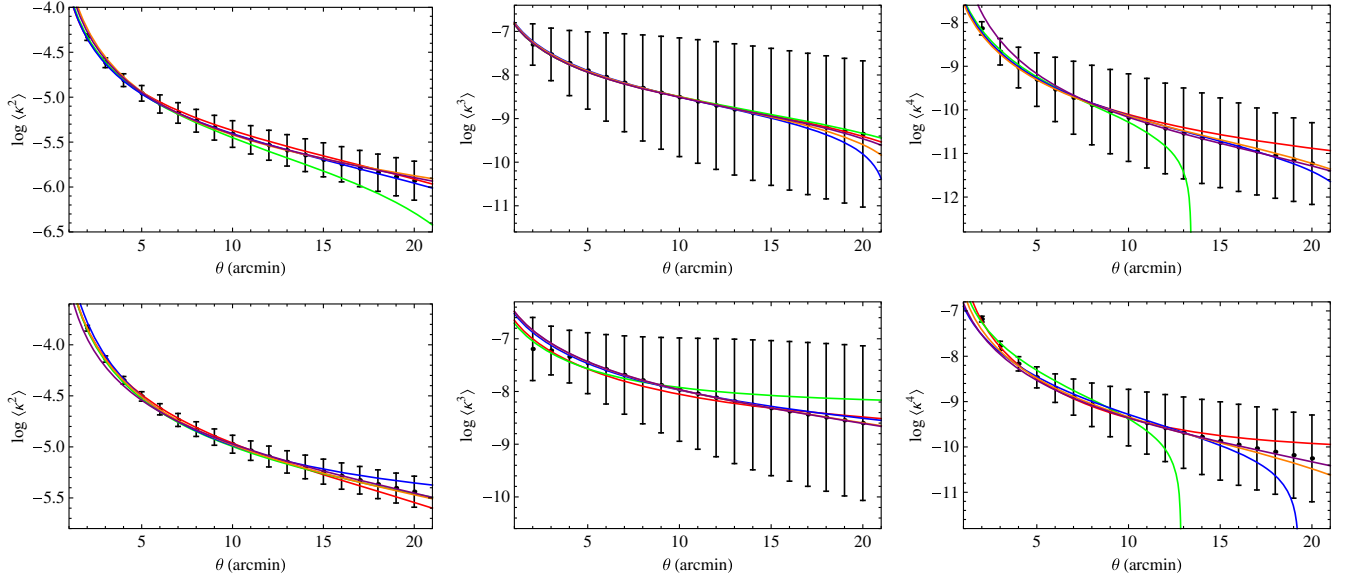 −4.0
−4.5
−5.0
−5.5
−6.0
−6.5
log ⟨κ²⟩
5 10 15 20
θ (arcmin)
−7
−8
−9
−10
−11
log ⟨κ³⟩
5 10 15 20
θ (arcmin)
−8
−9
−10
−11
−12
log ⟨κ⁴⟩
5 10 15 20
θ (arcmin)
−4.0
−4.5
−5.0
−5.5
log ⟨κ²⟩
5 10 15 20
θ (arcmin)
−7
−8
−9
−10
log ⟨κ³⟩
5 10 15 20
θ (arcmin)
−7
−8
−9
−10
−11
log ⟨κ⁴⟩
5 10 15 20
θ (arcmin)